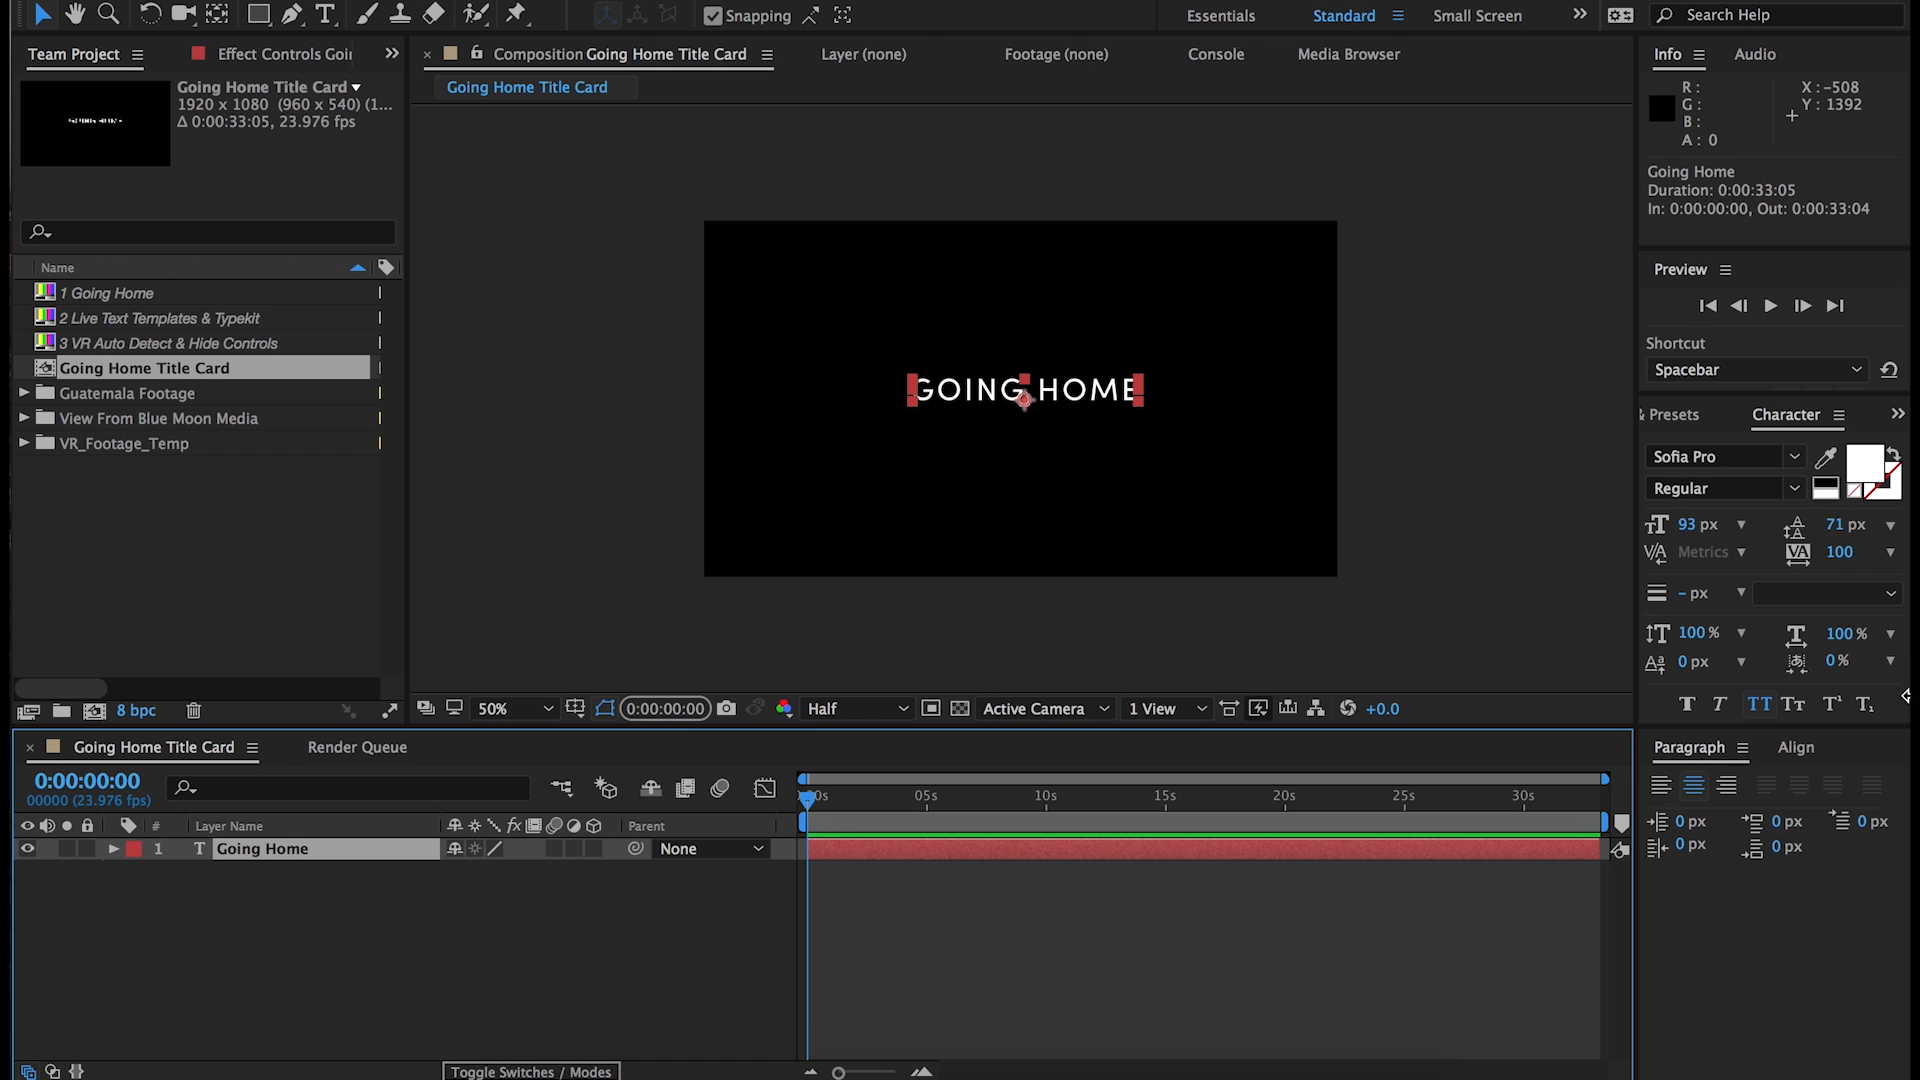 Snapping
Essentials
Standard
Small Screen
Search Help
Team Project
Effect Controls Goi
Composition Going Home Title Card
Layer (none)
Footage (none)
Console
Media Browser
Info
Audio
Going Home Title Card
1920 x 1080 (960 x 540) (1...
Δ 0:00:33:05, 23.976 fps
Going Home Title Card
R :
G :
B :
A : 0
X : -508
Y : 1392
Going Home
Duration: 0:00:33:05
In: 0:00:00:00, Out: 0:00:33:04
Name
1 Going Home
2 Live Text Templates & Typekit
3 VR Auto Detect & Hide Controls
Going Home Title Card
Guatemala Footage
View From Blue Moon Media
VR_Footage_Temp
GOING HOME
Preview
Shortcut
Spacebar
& Presets
Character
Sofia Pro
Regular
93 px
71 px
Metrics
100
- px
100 %
100 %
0 px
0 %
8 bpc
50%
0:00:00:00
Half
Active Camera
1 View
+0.0
Going Home Title Card
Render Queue
0:00:00:00
00000 (23.976 fps)
05s
10s
15s
20s
25s
30s
# Layer Name
Parent
1 T Going Home
None
Toggle Switches / Modes
Paragraph
Align
0 px
0 px
0 px
0 px
0 px